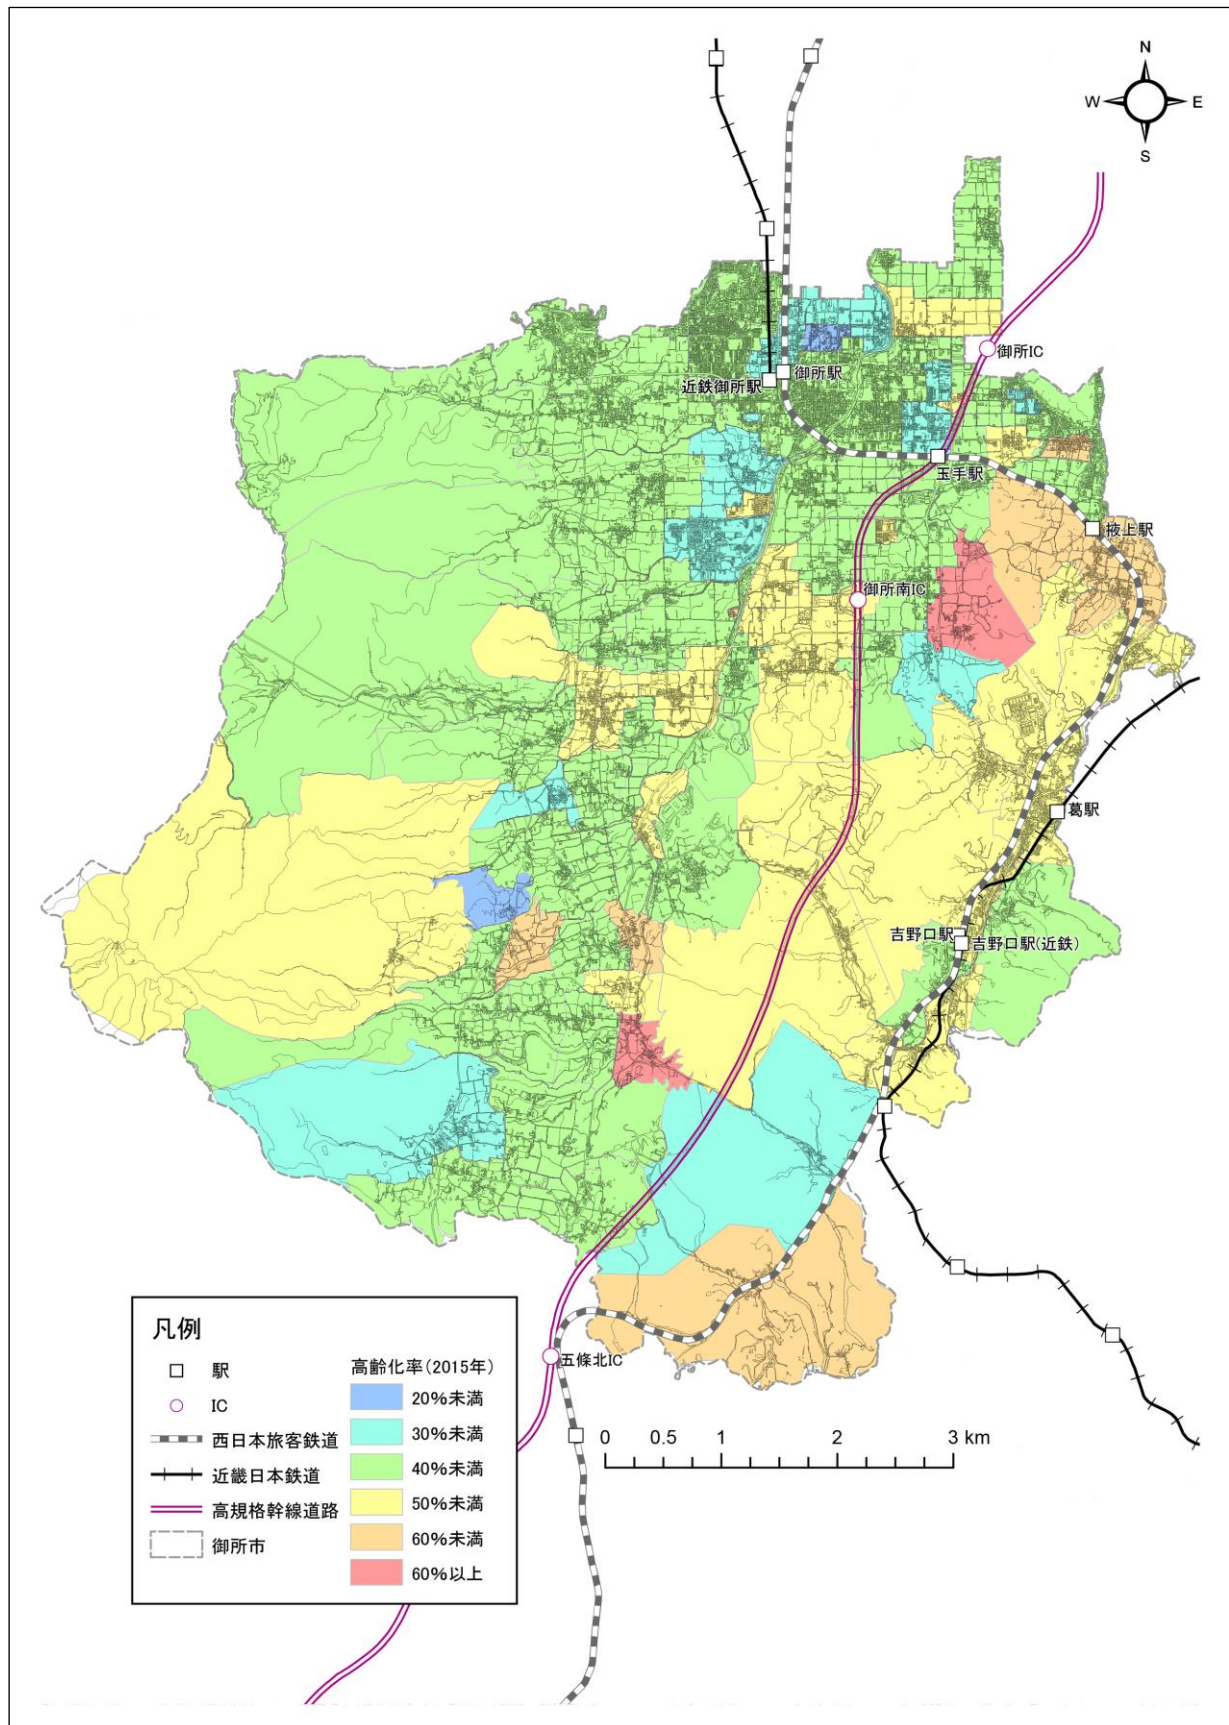 N
W E
S
御所IC
御所駅
近鉄御所駅
玉手駅
掖上駅
御所南IC
葛駅
吉野口駅
吉野口駅(近鉄)
五條北IC
凡例
駅
IC
西日本旅客鉄道
近畿日本鉄道
高規格幹線道路
御所市
高齢化率(2015年)
20%未満
30%未満
40%未満
50%未満
60%未満
60%以上
0 0.5 1 2 3 km